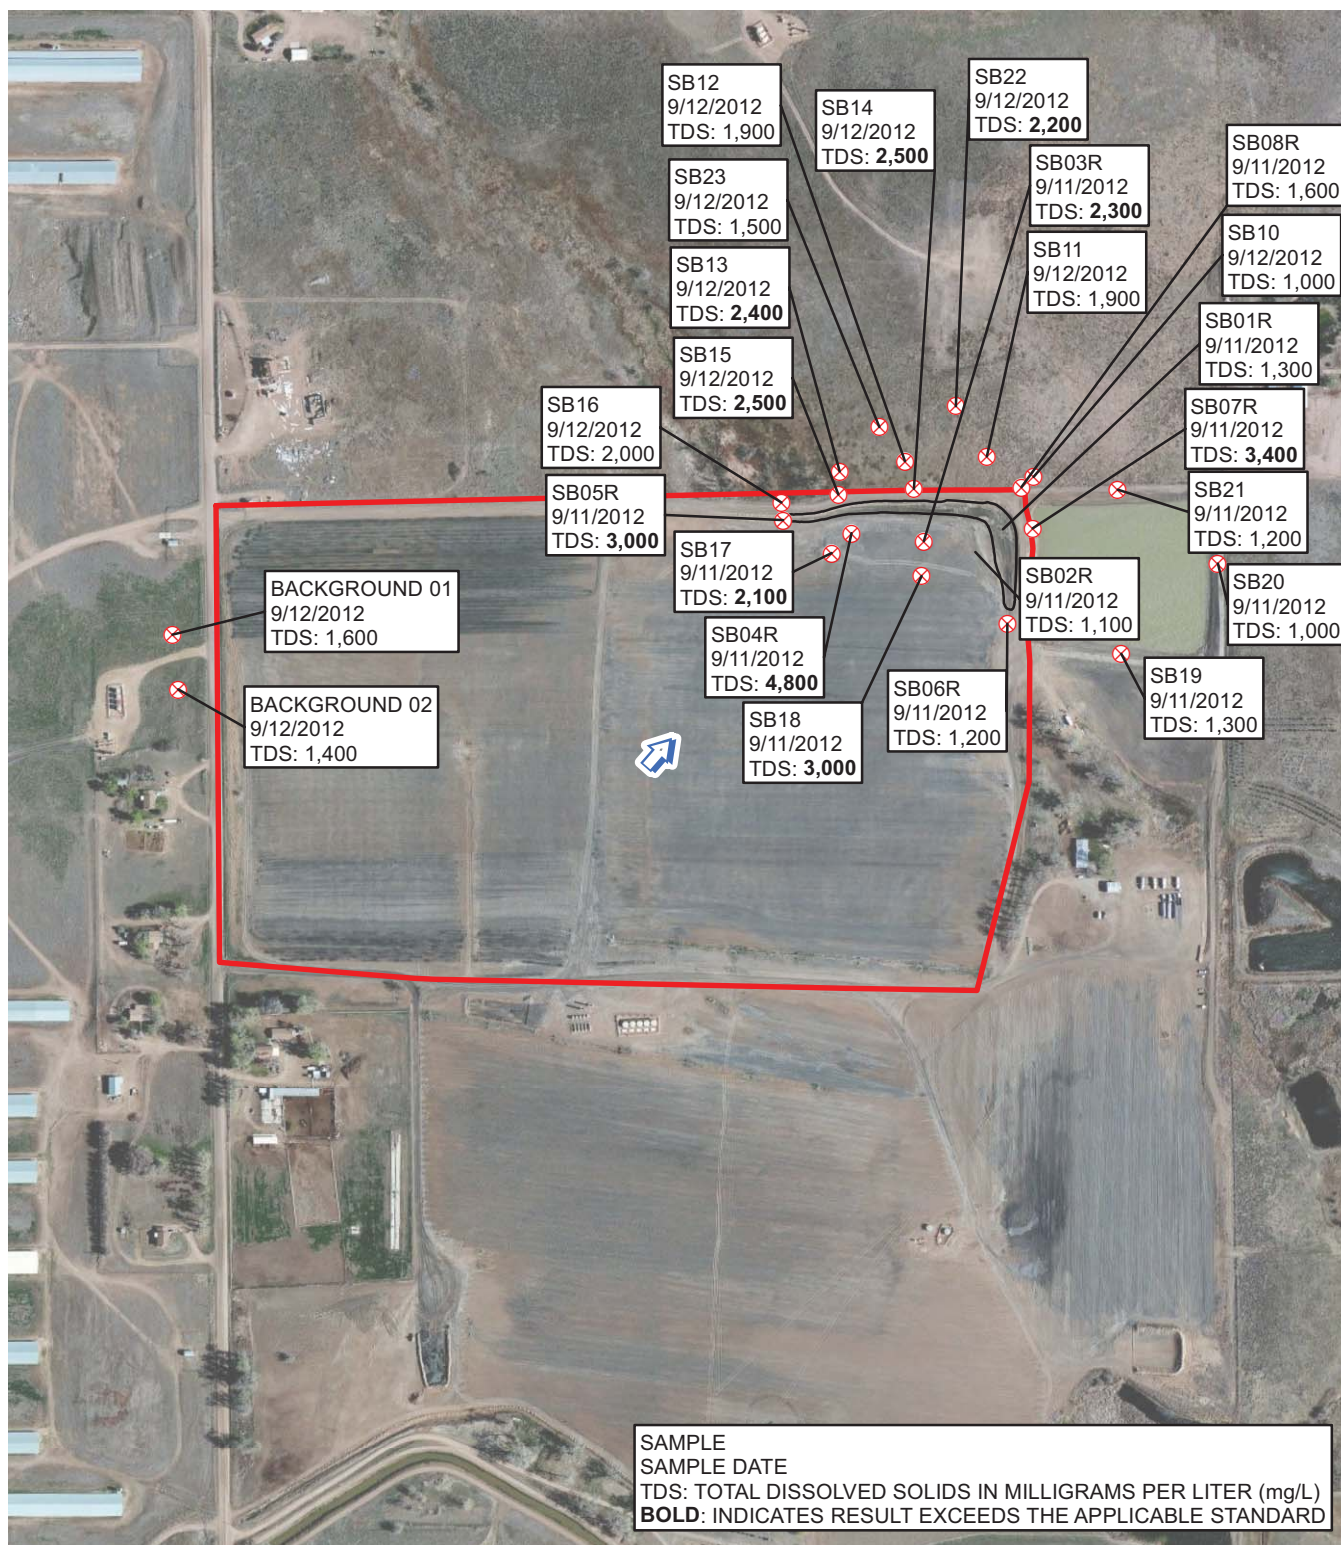 SB12
9/12/2012
TDS: 1,900
SB14
9/12/2012
TDS: 2,500
SB22
9/12/2012
TDS: 2,200
SB08R
9/11/2012
TDS: 1,600
SB23
9/12/2012
TDS: 1,500
SB03R
9/11/2012
TDS: 2,300
SB10
9/12/2012
TDS: 1,000
SB13
9/12/2012
TDS: 2,400
SB11
9/12/2012
TDS: 1,900
SB01R
9/11/2012
TDS: 1,300
SB15
9/12/2012
TDS: 2,500
SB16
9/12/2012
TDS: 2,000
SB07R
9/11/2012
TDS: 3,400
SB05R
9/11/2012
TDS: 3,000
SB21
9/11/2012
TDS: 1,200
SB17
9/11/2012
TDS: 2,100
SB02R
9/11/2012
TDS: 1,100
SB20
9/11/2012
TDS: 1,000
BACKGROUND 01
9/12/2012
TDS: 1,600
SB04R
9/11/2012
TDS: 4,800
SB06R
9/11/2012
TDS: 1,200
SB19
9/11/2012
TDS: 1,300
BACKGROUND 02
9/12/2012
TDS: 1,400
SB18
9/11/2012
TDS: 3,000
SAMPLE
SAMPLE DATE
TDS: TOTAL DISSOLVED SOLIDS IN MILLIGRAMS PER LITER (mg/L)
BOLD: INDICATES RESULT EXCEEDS THE APPLICABLE STANDARD